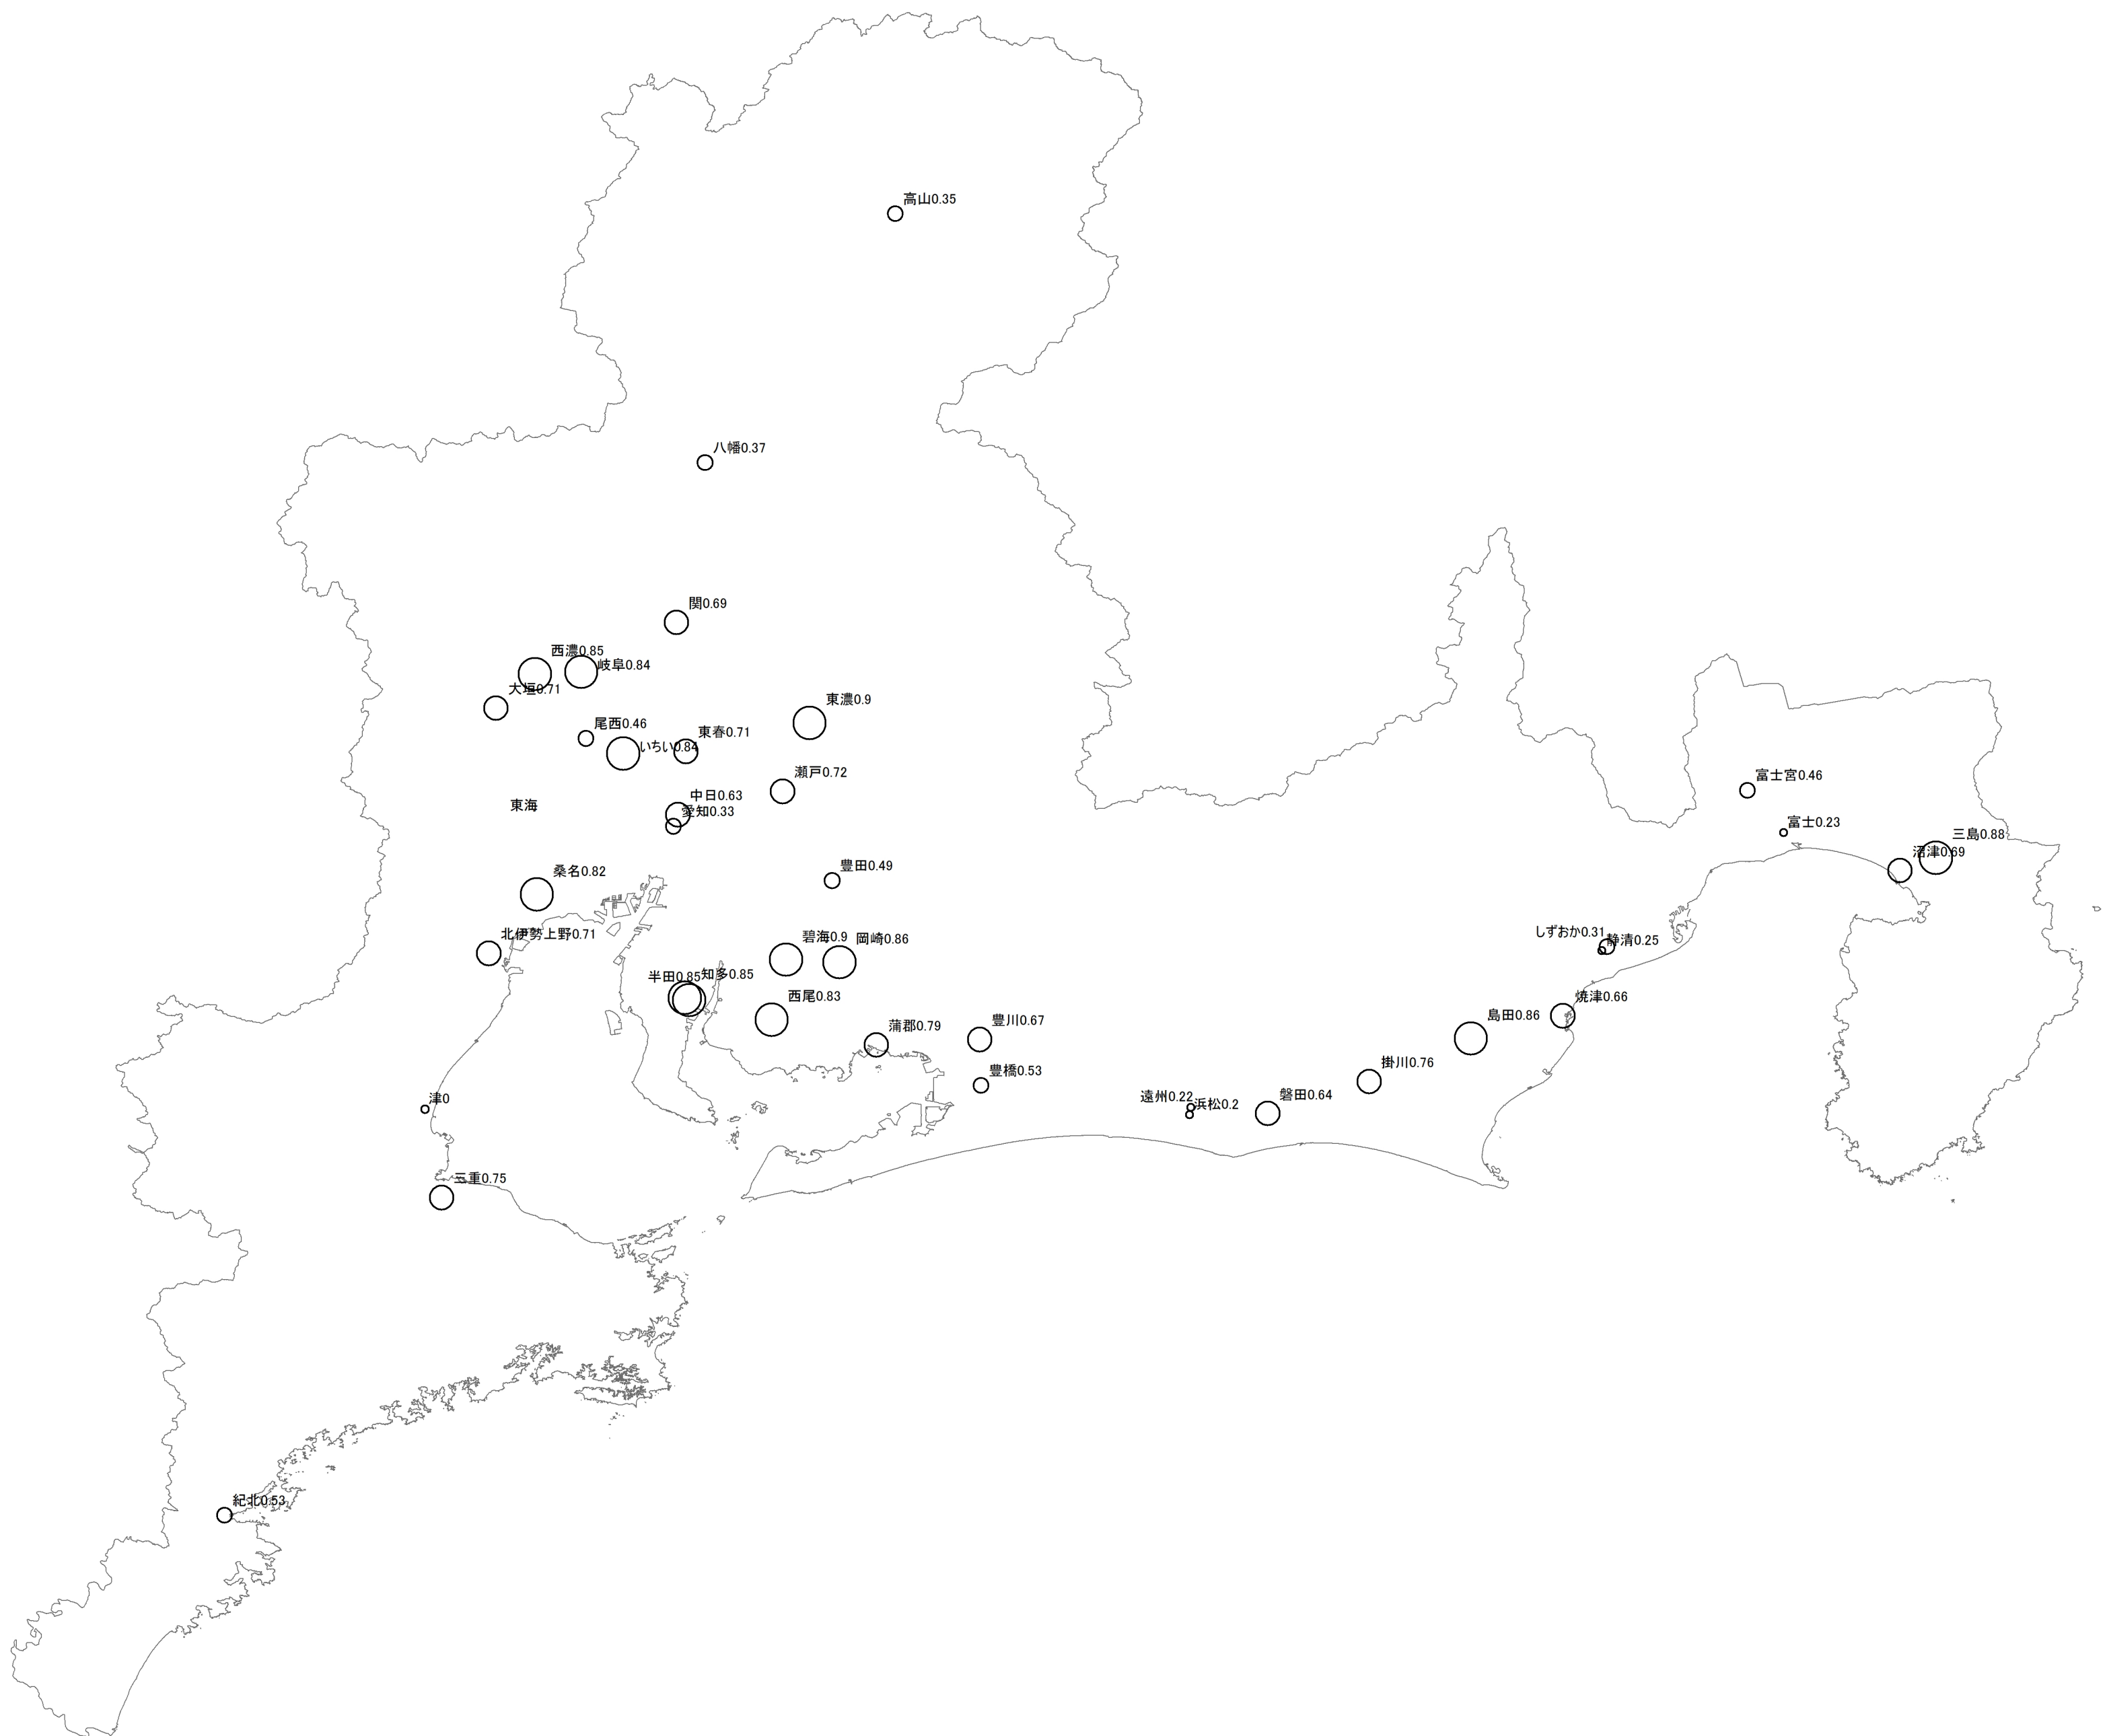 高山0.35
八幡0.37
関0.69
西濃0.85
岐阜0.84
大垣0.71
東濃0.9
尾西0.46
東春0.71
いちい0.84
瀬戸0.72
富士宮0.46
中日0.63
東海
愛知0.33
富士0.23
三島0.88
沼津0.69
豊田0.49
桑名0.82
しずおか0.31
北伊勢上野0.71
碧海0.9
岡崎0.86
静清0.25
半田0.85
知多0.85
西尾0.83
焼津0.66
島田0.86
蒲郡0.79
豊川0.67
掛川0.76
豊橋0.53
磐田0.64
遠州0.22
津0
浜松0.2
三重0.75
紀北0.53